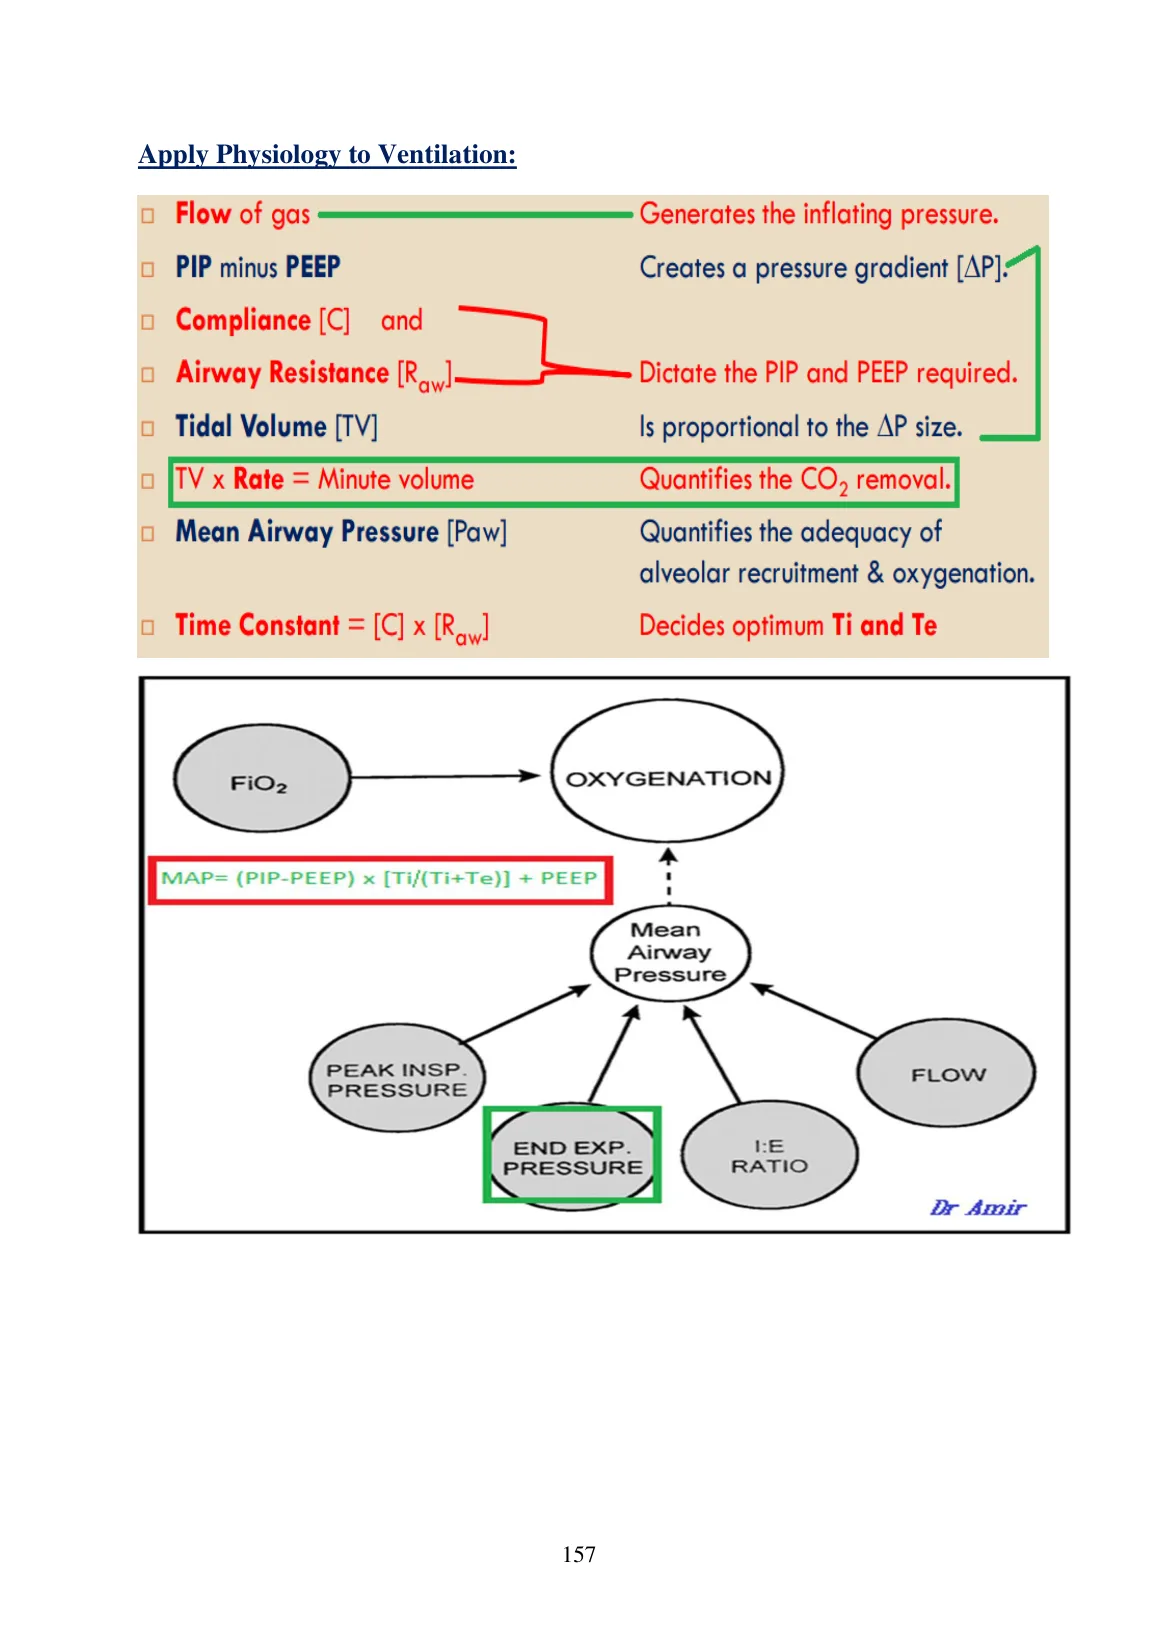 Apply Physiology to Ventilation:
Flow of gas Generates the inflating pressure.
PIP minus PEEP Creates a pressure gradient [∆P].
Compliance [C] and
Airway Resistance [Raw] Dictate the PIP and PEEP required.
Tidal Volume [TV] Is proportional to the ∆P size.
TV x Rate = Minute volume Quantifies the CO2 removal.
Mean Airway Pressure [Paw] Quantifies the adequacy of
alveolar recruitment & oxygenation.
Time Constant = [C] x [Raw] Decides optimum Ti and Te
FiO2
OXYGENATION
MAP= (PIP-PEEP) x [Ti/(Ti+Te)] + PEEP
Mean
Airway
Pressure
PEAK INSP.
PRESSURE
END EXP.
PRESSURE
I:E
RATIO
FLOW
Dr Amir
157